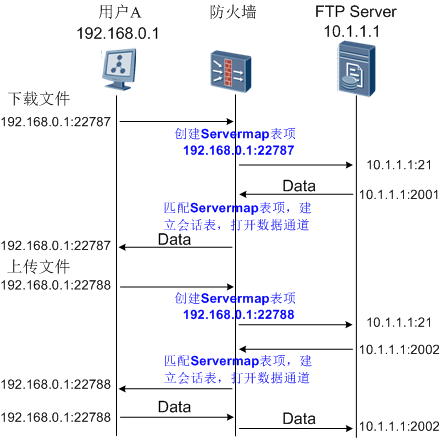 用户A
192.168.0.1
防火墙
FTP Server
10.1.1.1
下载文件
192.168.0.1:22787
创建Servermap表项
192.168.0.1:22787
10.1.1.1:21
Data
10.1.1.1:2001
匹配Servermap表项，建
立会话表，打开数据通道
192.168.0.1:22787
Data
上传文件
192.168.0.1:22788
创建Servermap表项
192.168.0.1:22788
10.1.1.1:21
10.1.1.1:2002
匹配Servermap表项，建
立会话表，打开数据通道
192.168.0.1:22788
192.168.0.1:22788
Data
Data
10.1.1.1:2002